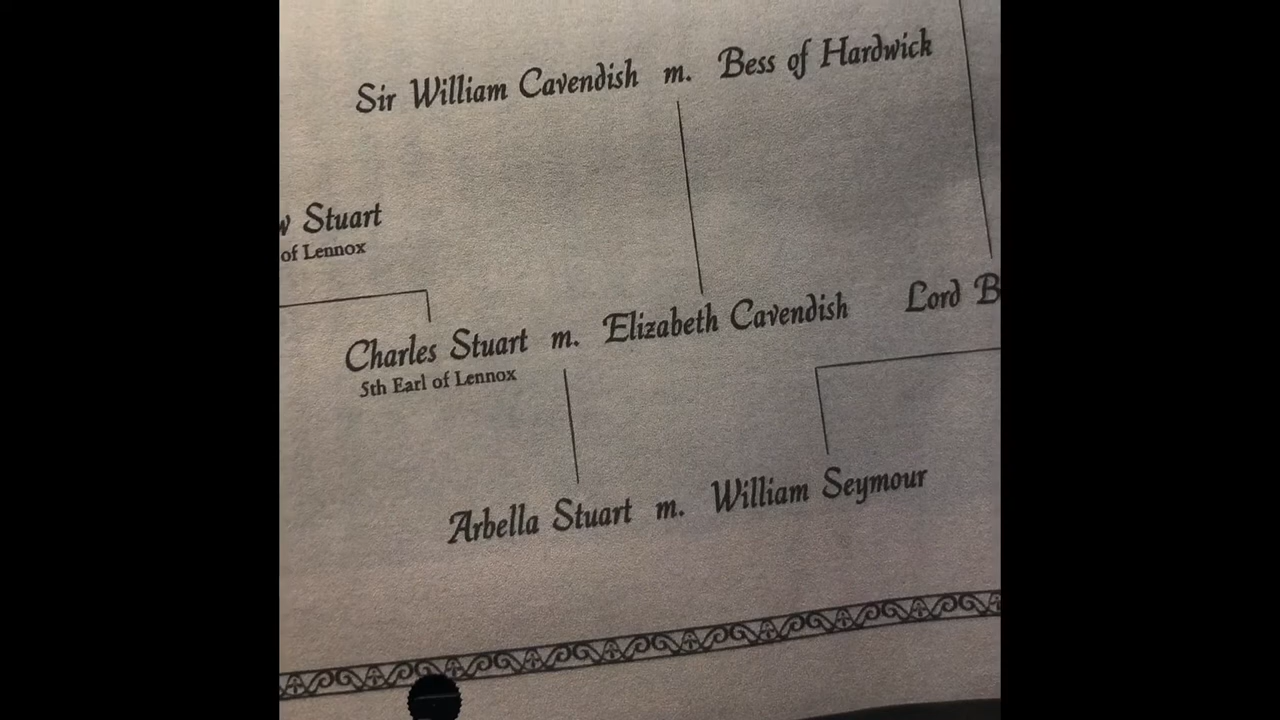 Sir William Cavendish m. Bess of Hardwick
Stuart
of Lennox
Charles Stuart m. Elizabeth Cavendish Lord
5th Earl of Lennox
Arbella Stuart m. William Seymour